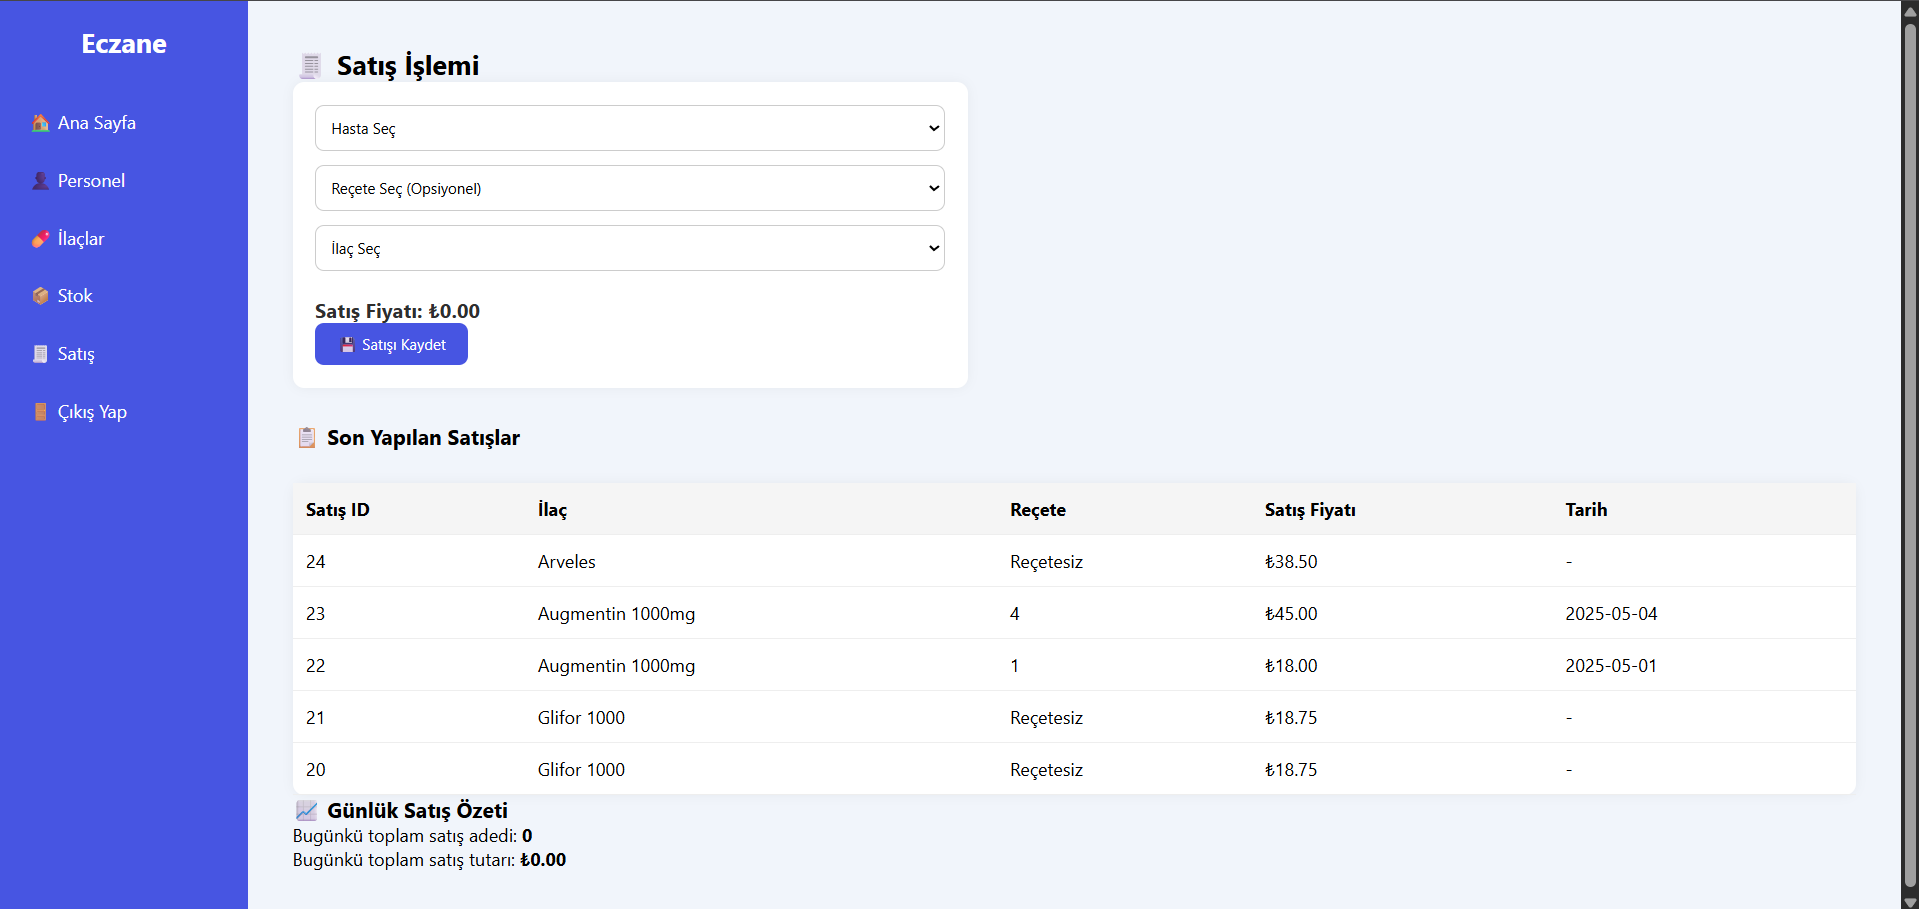 Eczane
Ana Sayfa
Personel
İlaçlar
Stok
Satış
Çıkış Yap
Satış İşlemi
Hasta Seç
Reçete Seç (Opsiyonel)
İlaç Seç
Satış Fiyatı: ₺0.00
Satışı Kaydet
Son Yapılan Satışlar
Satış ID İlaç Reçete Satış Fiyatı Tarih
24 Arveles Reçetesiz ₺38.50 -
23 Augmentin 1000mg 4 ₺45.00 2025-05-04
22 Augmentin 1000mg 1 ₺18.00 2025-05-01
21 Glifor 1000 Reçetesiz ₺18.75 -
20 Glifor 1000 Reçetesiz ₺18.75 -
Günlük Satış Özeti
Bugünkü toplam satış adedi: 0
Bugünkü toplam satış tutarı: ₺0.00